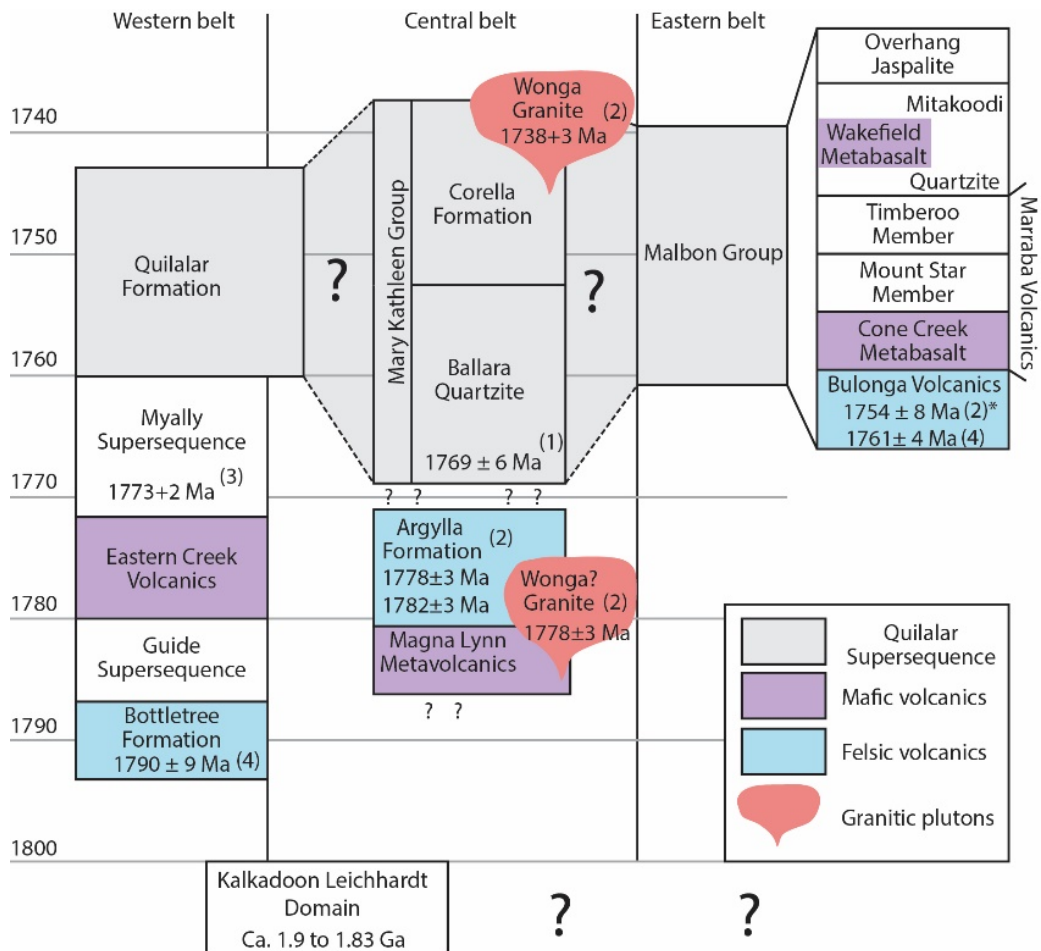 Western belt
Central belt
Eastern belt
1740
1750
1760
1770
1780
1790
1800
Quilalar
Formation
Myally
Supersequence
1773+2 Ma (3)
Eastern Creek
Volcanics
Guide
Supersequence
Bottletree
Formation
1790 ± 9 Ma (4)
?
Mary Kathleen Group
Wonga
Granite (2)
1738+3 Ma
Corella
Formation
Ballara
Quartzite
(1)
1769 ± 6 Ma
? ? ? ?
Argylla
Formation (2)
1778±3 Ma
1782±3 Ma
Magna Lynn
Metavolcanics
Wonga?
Granite (2)
1778±3 Ma
? ?
?
Malbon Group
Overhang
Jaspalite
Mitakoodi
Wakefield
Metabasalt
Quartzite
Timberoo
Member
Mount Star
Member
Cone Creek
Metabasalt
Marraba Volcanics
Bulonga Volcanics
1754 ± 8 Ma (2)*
1761± 4 Ma (4)
Quilalar
Supersequence
Mafic volcanics
Felsic volcanics
Granitic plutons
Kalkadoon Leichhardt
Domain
Ca. 1.9 to 1.83 Ga
?
?